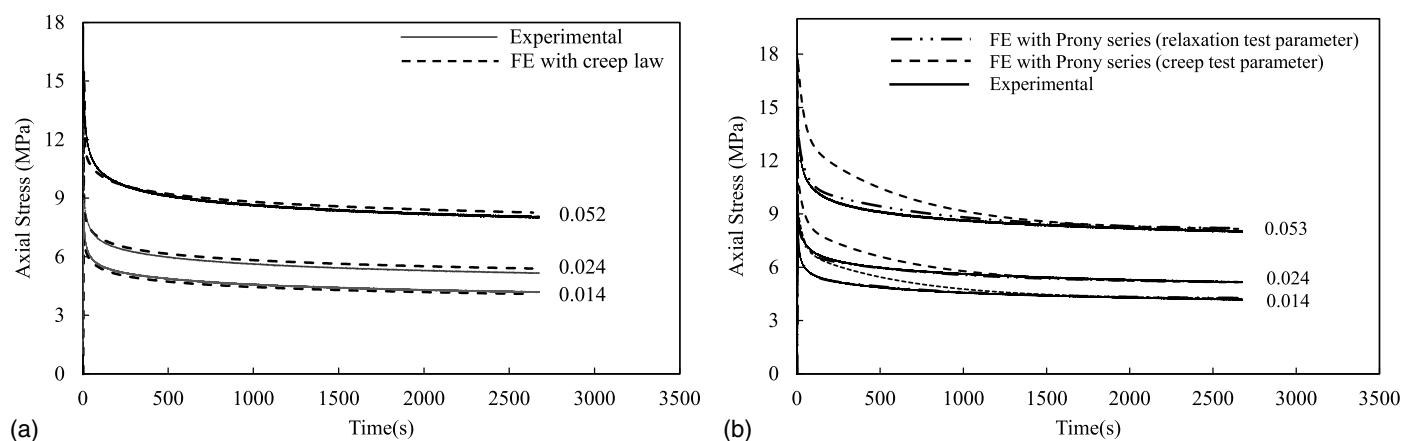 18
15
12
9
6
3
0
Axial Stress (MPa)
Experimental
FE with creep law
0.052
0.024
0.014
0 500 1000 1500 2000 2500 3000 3500
Time(s)
(a)
18
15
12
9
6
3
0
Axial Stress (MPa)
FE with Prony series (relaxation test parameter)
FE with Prony series (creep test parameter)
Experimental
0.053
0.024
0.014
0 500 1000 1500 2000 2500 3000 3500
Time(s)
(b)